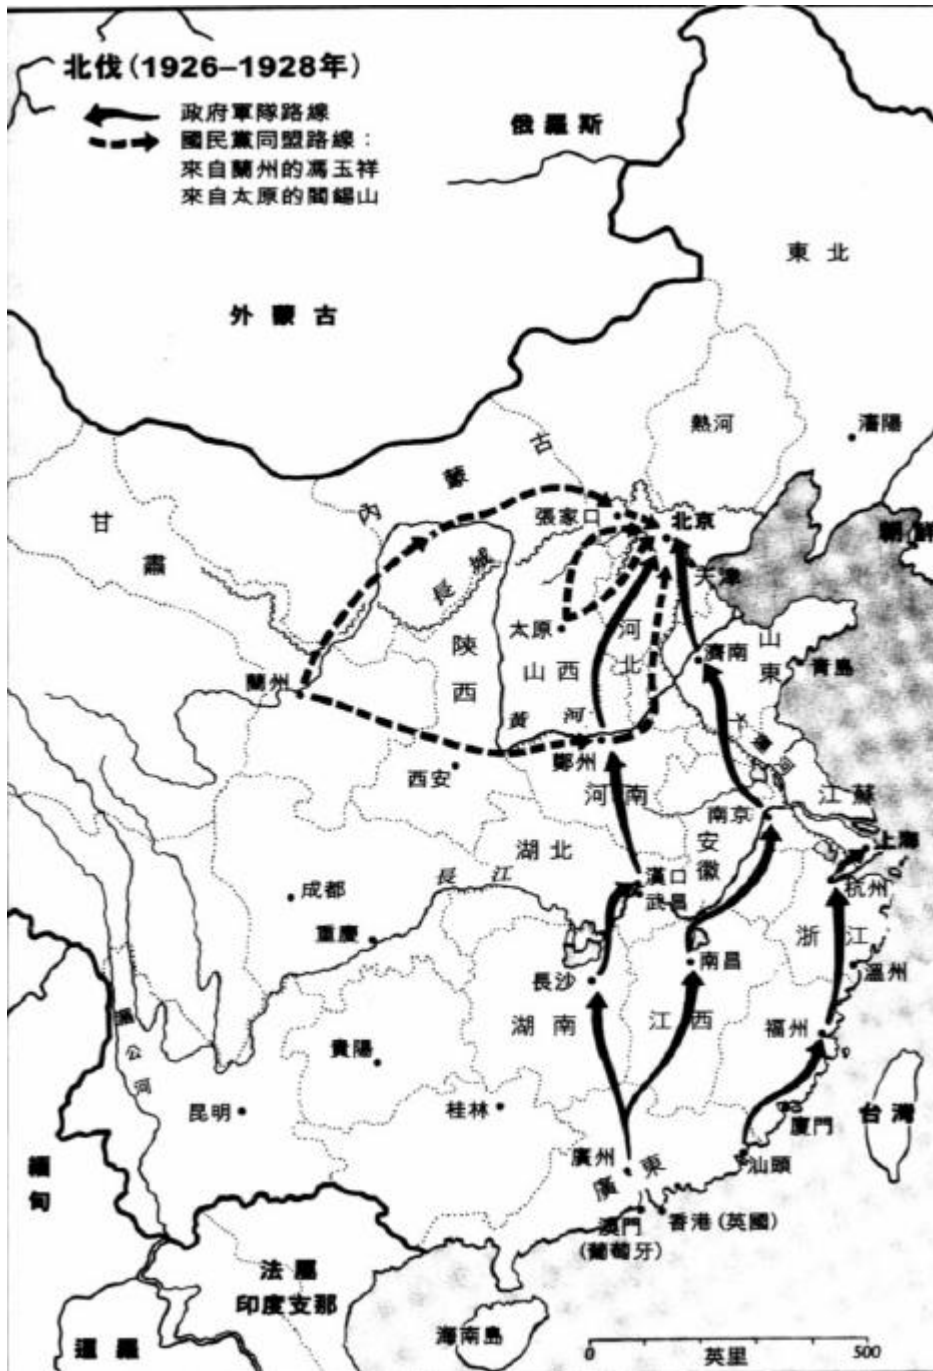 北伐(1926–1928年)
政府軍隊路線
國民黨同盟路線：
來自蘭州的馮玉祥
來自太原的閻錫山
俄羅斯
東北
外蒙古
熱河
瀋陽
內蒙古
甘肅
張家口
北京
朝鮮
長城
天津
太原
河北
陝西
山西
濟南
山東
青島
蘭州
黃河
大運河
鄭州
西安
河南
江蘇
南京
安徽
上海
湖北
漢口
武昌
長江
杭州
成都
重慶
浙江
南昌
溫州
長沙
湖南
江西
福州
貴陽
湄公河
昆明
桂林
廈門
台灣
廣州
廣東
汕頭
緬甸
澳門
(葡萄牙)
香港(英國)
法屬
印度支那
暹羅
海南島
0
500
英里